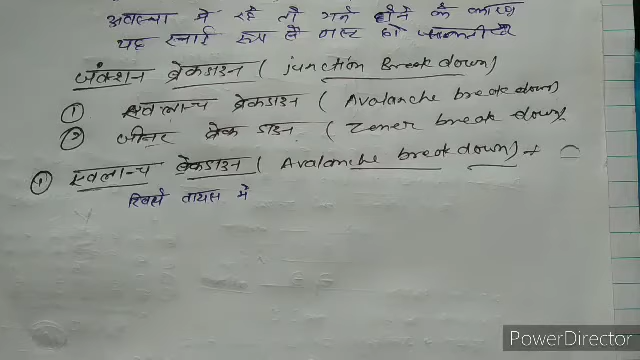 अवस्था में रहे तो गर्म होने के कारण
यह स्थाई रूप से नष्ट हो
जंक्शन ब्रेकडाउन ( junction Break down)
① एवलान्च ब्रेकडाउन ( Avalanche break down)
② जीनर ब्रेक डाउन ( Zener break down)
① एवलान्च ब्रेकडाउन ( Avalanche break down) +
रिवर्स वायस में
PowerDirector